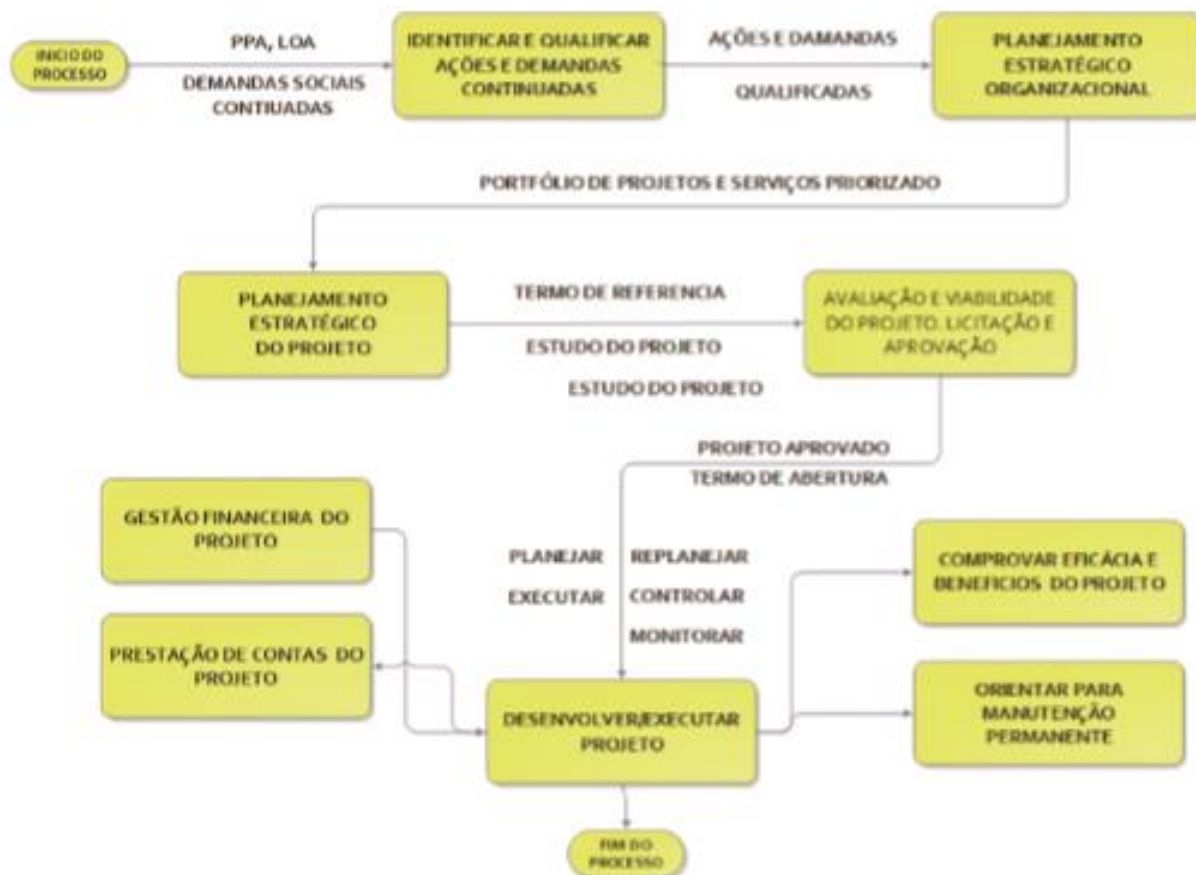 INICIO DO
PROCESSO
PPA, LOA
DEMANDAS SOCIAIS
CONTIUADAS
IDENTIFICAR E QUALIFICAR
AÇÕES E DEMANDAS
CONTINUADAS
AÇÕES E DAMANDAS
QUALIFICADAS
PLANEJAMENTO
ESTRATÉGICO
ORGANIZACIONAL
PORTFÓLIO DE PROJETOS E SERVIÇOS PRIORIZADO
PLANEJAMENTO
ESTRATÉGICO
DO PROJETO
TERMO DE REFERENCIA
ESTUDO DO PROJETO
ESTUDO DO PROJETO
AVALIAÇÃO E VIABILIDADE
DO PROJETO. LICITAÇÃO E
APROVAÇÃO
PROJETO APROVADO
TERMO DE ABERTURA
GESTÃO FINANCEIRA DO
PROJETO
PRESTAÇÃO DE CONTAS DO
PROJETO
PLANEJAR
EXECUTAR
REPLANEJAR
CONTROLAR
MONITORAR
DESENVOLVER/EXECUTAR
PROJETO
COMPROVAR EFICÁCIA E
BENEFICIOS DO PROJETO
ORIENTAR PARA
MANUTENÇÃO
PERMANENTE
FIM DO
PROCESSO